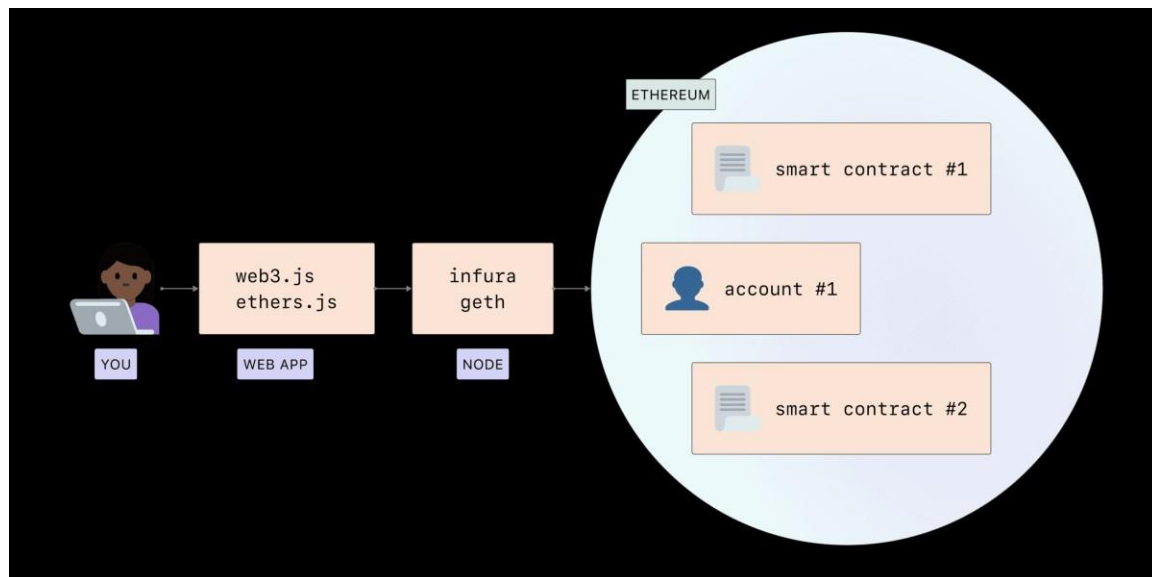 ETHEREUM
smart contract #1
web3.js
ethers.js
infura
geth
account #1
YOU
WEB APP
NODE
smart contract #2